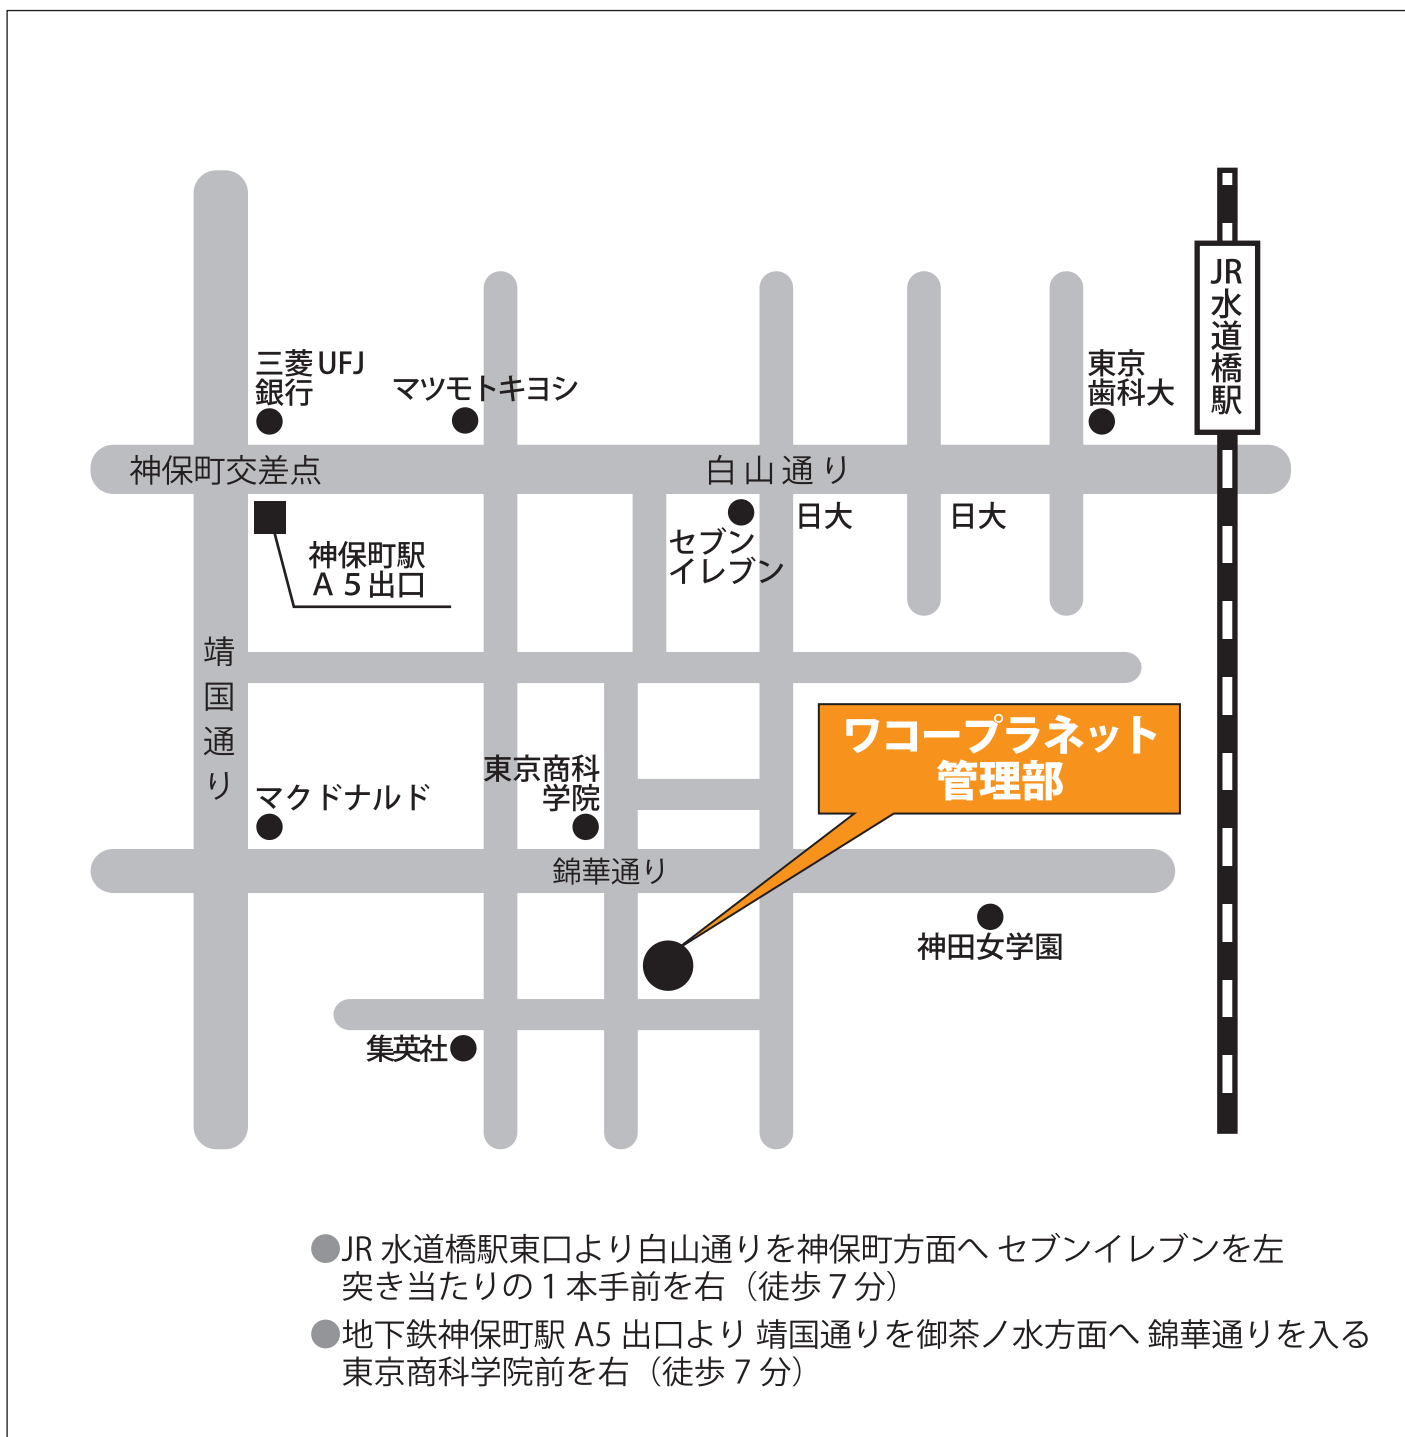 JR水道橋駅
三菱UFJ
銀行
マツモトキヨシ
東京
歯科大
神保町交差点
白山通り
日大
日大
セブン
イレブン
神保町駅
A 5出口
靖国通り
ワコープラネット
管理部
東京商科
学院
マクドナルド
錦華通り
神田女学園
集英社
●JR 水道橋駅東口より白山通りを神保町方面へ セブンイレブンを左
突き当たりの 1 本手前を右（徒歩 7 分）
●地下鉄神保町駅 A5 出口より 靖国通りを御茶ノ水方面へ 錦華通りを入る
東京商科学院前を右（徒歩 7 分）